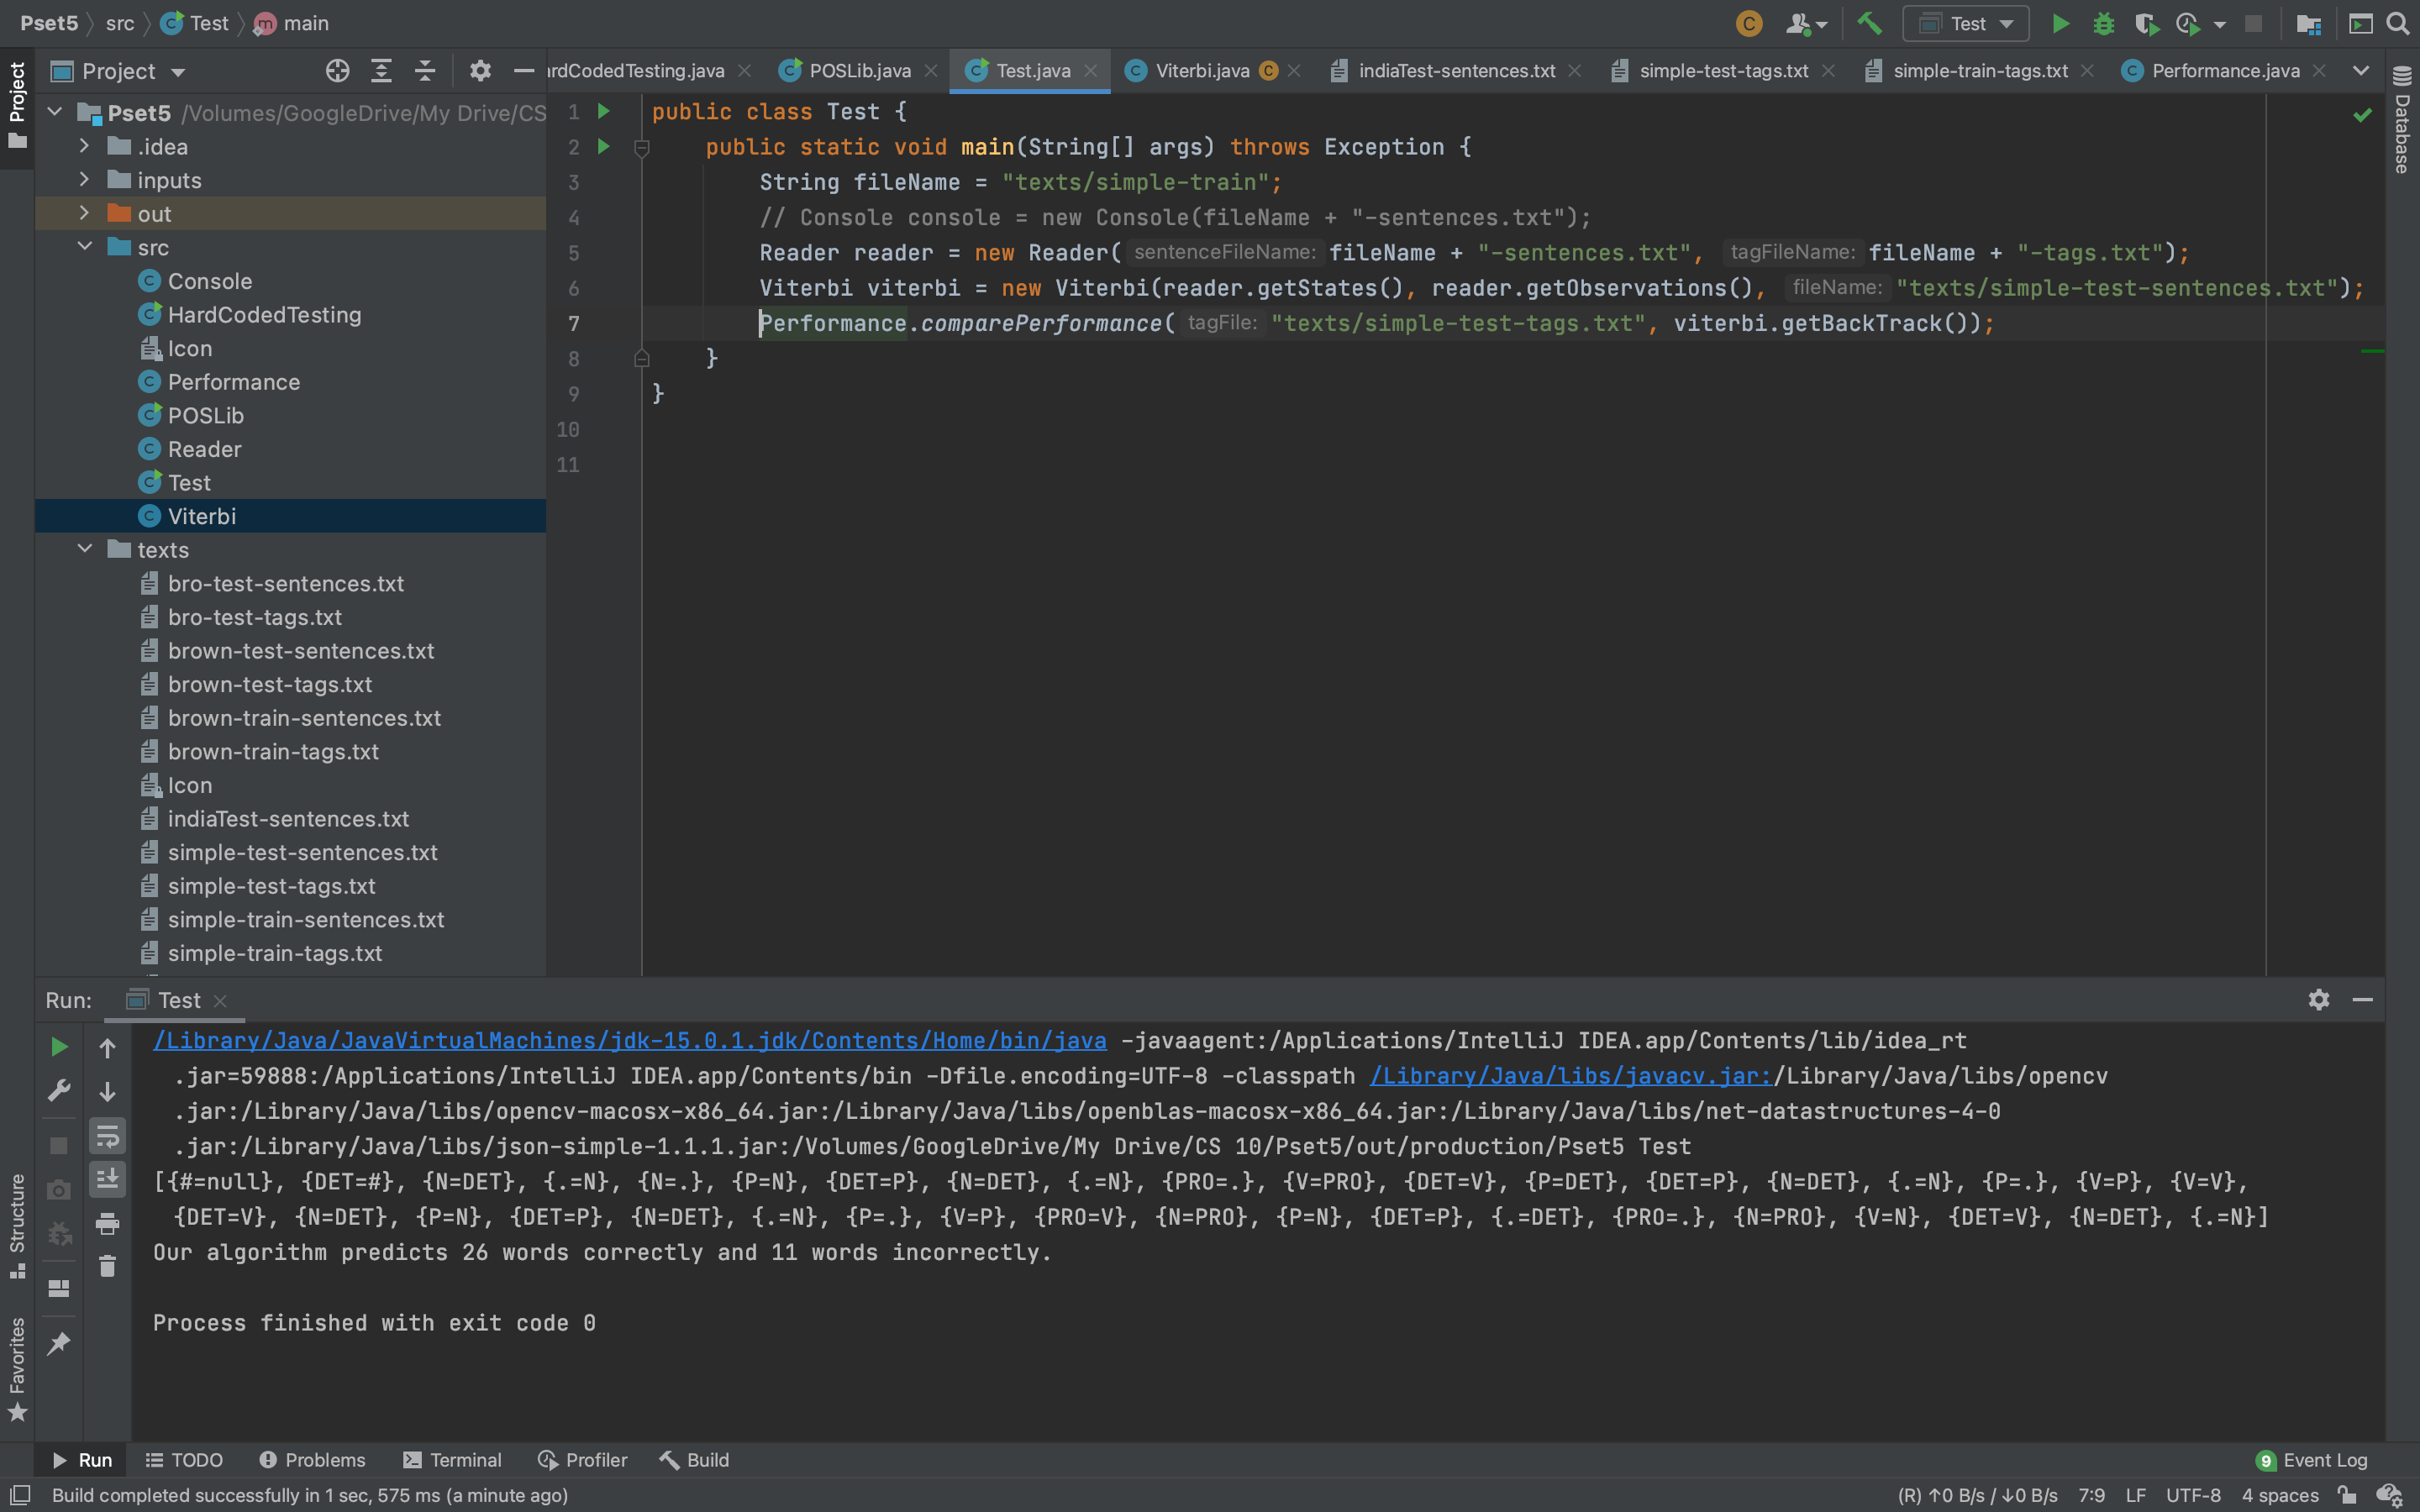 Pset5 src Test main
Test
Project
Project
rdCodedTesting.java POSLib.java Test.java Viterbi.java indiaTest-sentences.txt simple-test-tags.txt simple-train-tags.txt Performance.java
Database
Pset5 /Volumes/GoogleDrive/My Drive/CS
.idea
inputs
out
src
Console
HardCodedTesting
Icon
Performance
POSLib
Reader
Test
Viterbi
texts
bro-test-sentences.txt
bro-test-tags.txt
brown-test-sentences.txt
brown-test-tags.txt
brown-train-sentences.txt
brown-train-tags.txt
Icon
indiaTest-sentences.txt
simple-test-sentences.txt
simple-test-tags.txt
simple-train-sentences.txt
simple-train-tags.txt
1 public class Test {
2 public static void main(String[] args) throws Exception {
3 String fileName = "texts/simple-train";
4 // Console console = new Console(fileName + "-sentences.txt");
5 Reader reader = new Reader( sentenceFileName: fileName + "-sentences.txt", tagFileName: fileName + "-tags.txt");
6 Viterbi viterbi = new Viterbi(reader.getStates(), reader.getObservations(), fileName: "texts/simple-test-sentences.txt");
7 Performance.comparePerformance( tagFile: "texts/simple-test-tags.txt", viterbi.getBackTrack());
8 }
9 }
10
11
Run: Test
/Library/Java/JavaVirtualMachines/jdk-15.0.1.jdk/Contents/Home/bin/java -javaagent:/Applications/IntelliJ IDEA.app/Contents/lib/idea_rt
.jar=59888:/Applications/IntelliJ IDEA.app/Contents/bin -Dfile.encoding=UTF-8 -classpath /Library/Java/libs/javacv.jar:/Library/Java/libs/opencv
.jar:/Library/Java/libs/opencv-macosx-x86_64.jar:/Library/Java/libs/openblas-macosx-x86_64.jar:/Library/Java/libs/net-datastructures-4-0
.jar:/Library/Java/libs/json-simple-1.1.1.jar:/Volumes/GoogleDrive/My Drive/CS 10/Pset5/out/production/Pset5 Test
[{#=null}, {DET=#}, {N=DET}, {.=N}, {N=.}, {P=N}, {DET=P}, {N=DET}, {.=N}, {PRO=.}, {V=PRO}, {DET=V}, {P=DET}, {DET=P}, {N=DET}, {.=N}, {P=.}, {V=P}, {V=V},
{DET=V}, {N=DET}, {P=N}, {DET=P}, {N=DET}, {.=N}, {P=.}, {V=P}, {PRO=V}, {N=PRO}, {P=N}, {DET=P}, {.=DET}, {PRO=.}, {N=PRO}, {V=N}, {DET=V}, {N=DET}, {.=N}]
Our algorithm predicts 26 words correctly and 11 words incorrectly.
Process finished with exit code 0
Structure
Favorites
Run TODO Problems Terminal Profiler Build 9 Event Log
Build completed successfully in 1 sec, 575 ms (a minute ago) (R) ↑0 B/s / ↓0 B/s 7:9 LF UTF-8 4 spaces